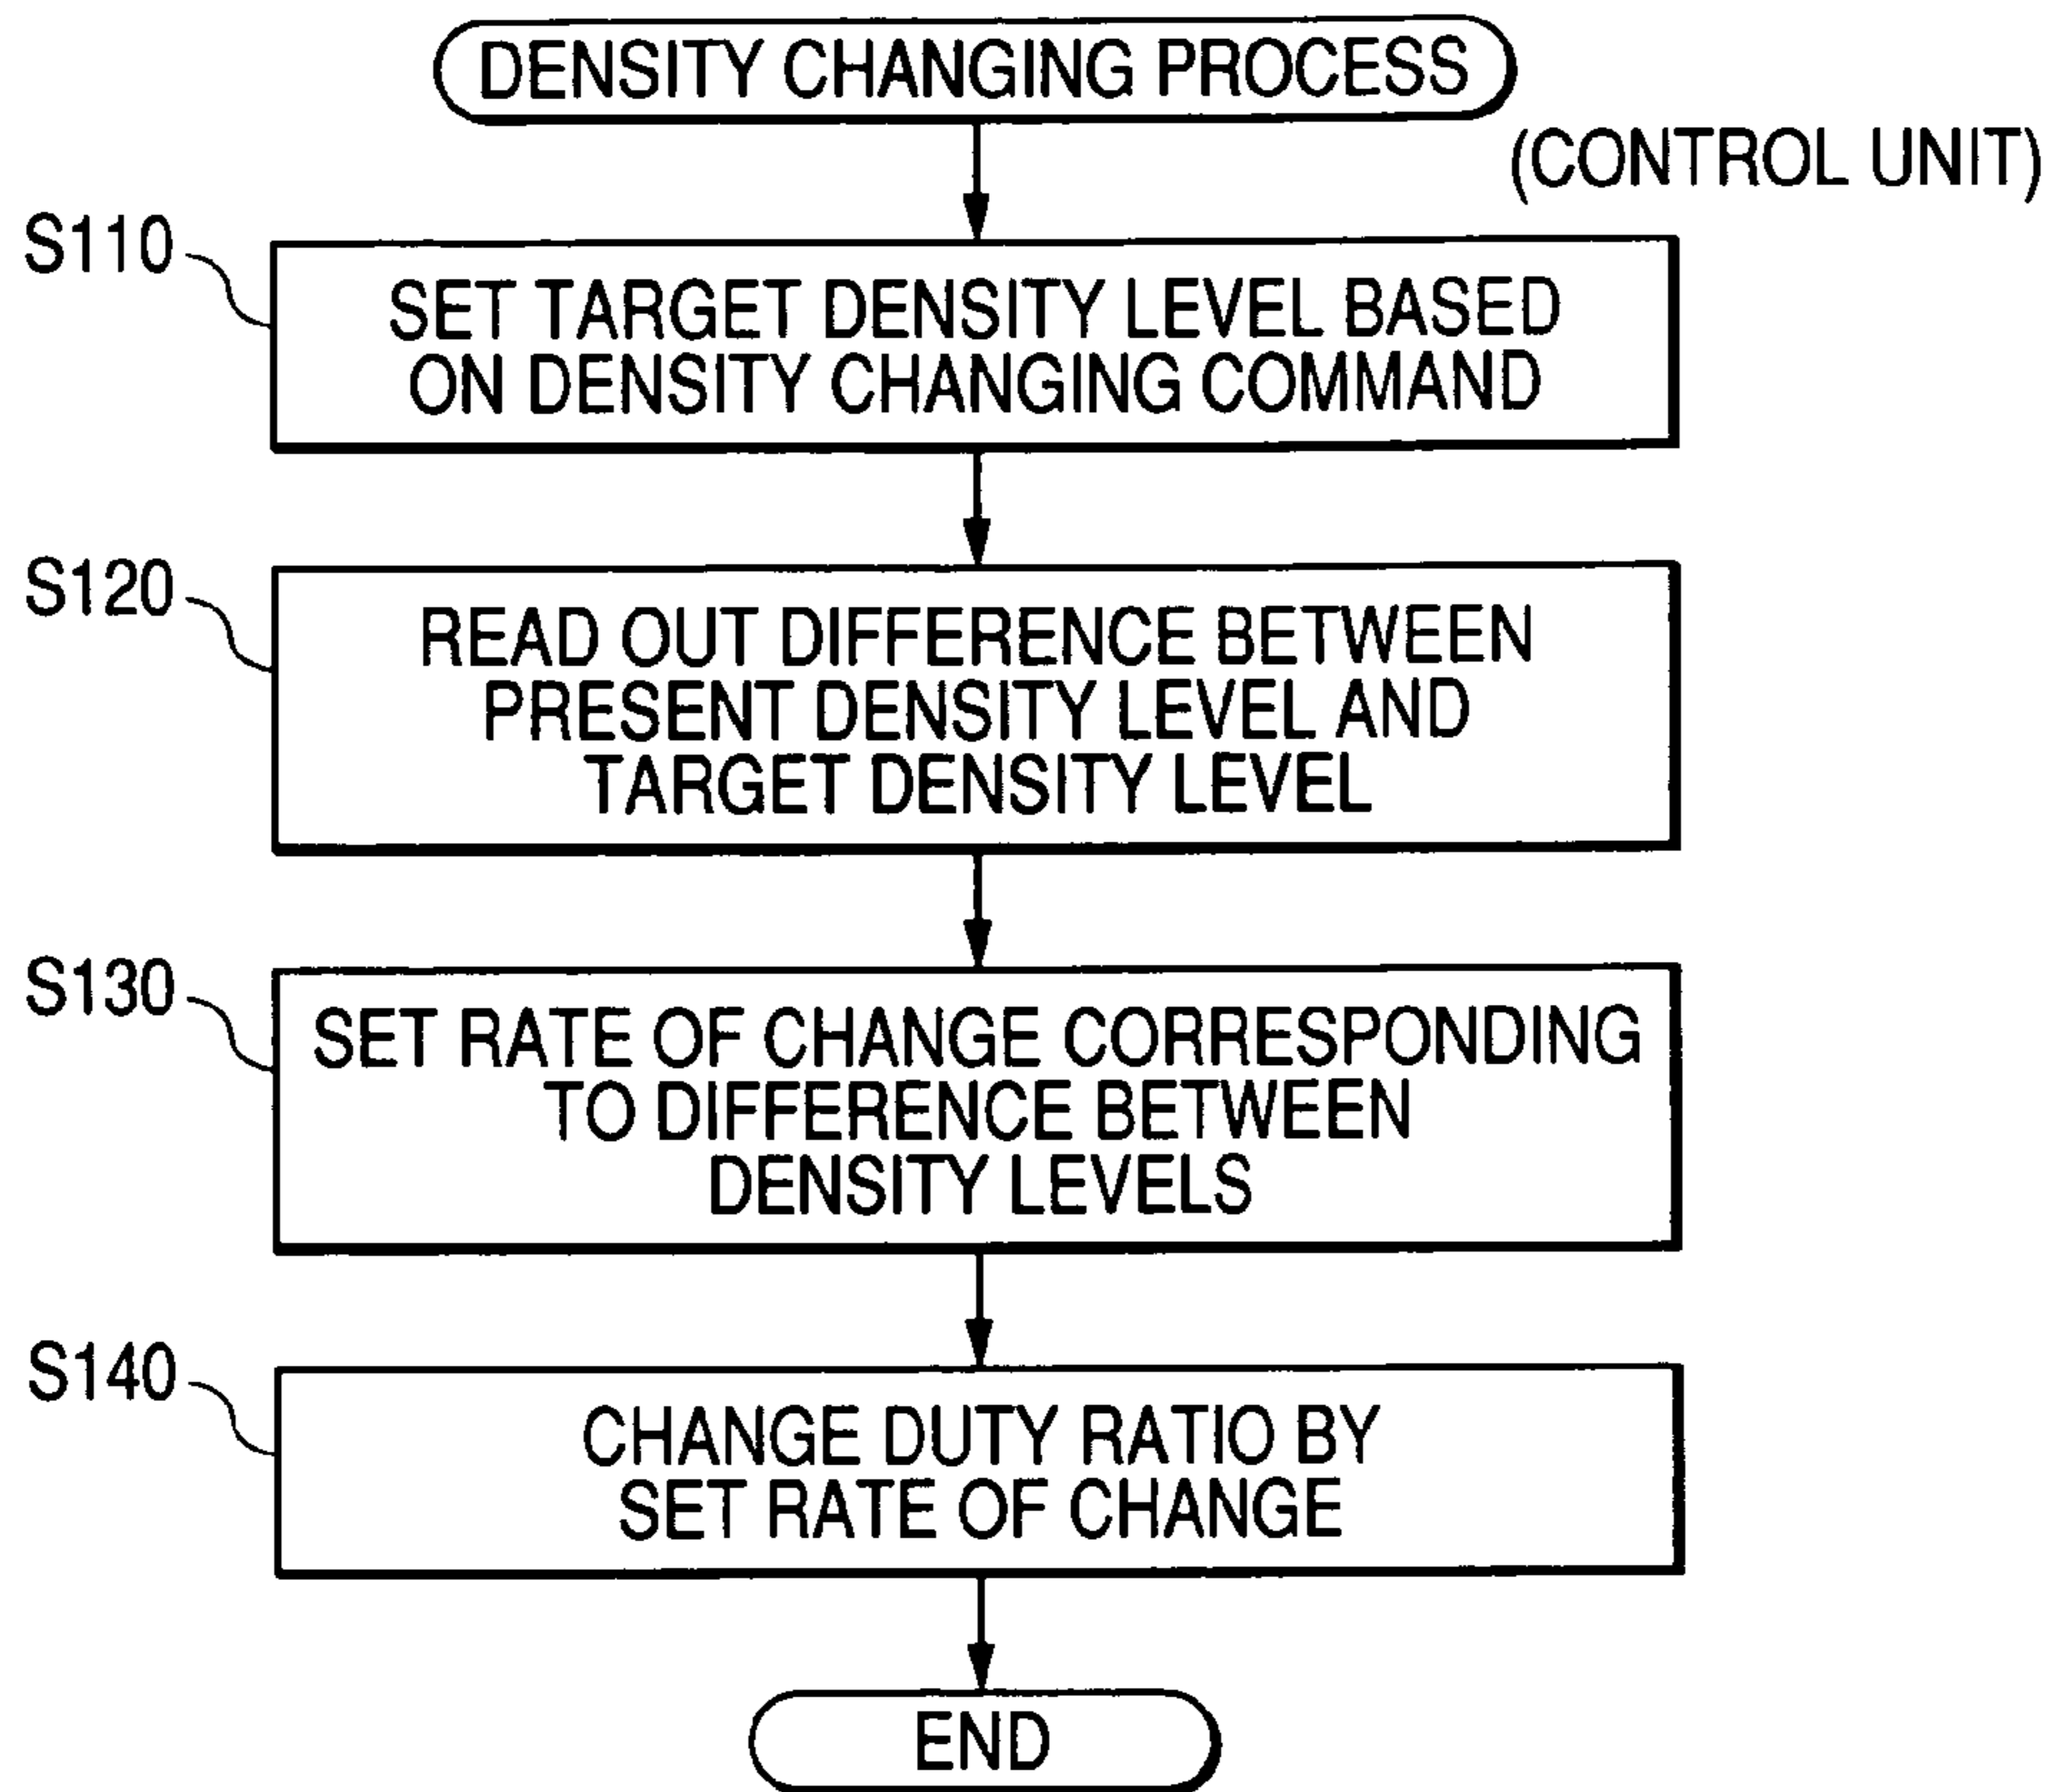 DENSITY CHANGING PROCESS
(CONTROL UNIT)
S110
SET TARGET DENSITY LEVEL BASED
ON DENSITY CHANGING COMMAND
S120
READ OUT DIFFERENCE BETWEEN
PRESENT DENSITY LEVEL AND
TARGET DENSITY LEVEL
S130
SET RATE OF CHANGE CORRESPONDING
TO DIFFERENCE BETWEEN
DENSITY LEVELS
S140
CHANGE DUTY RATIO BY
SET RATE OF CHANGE
END